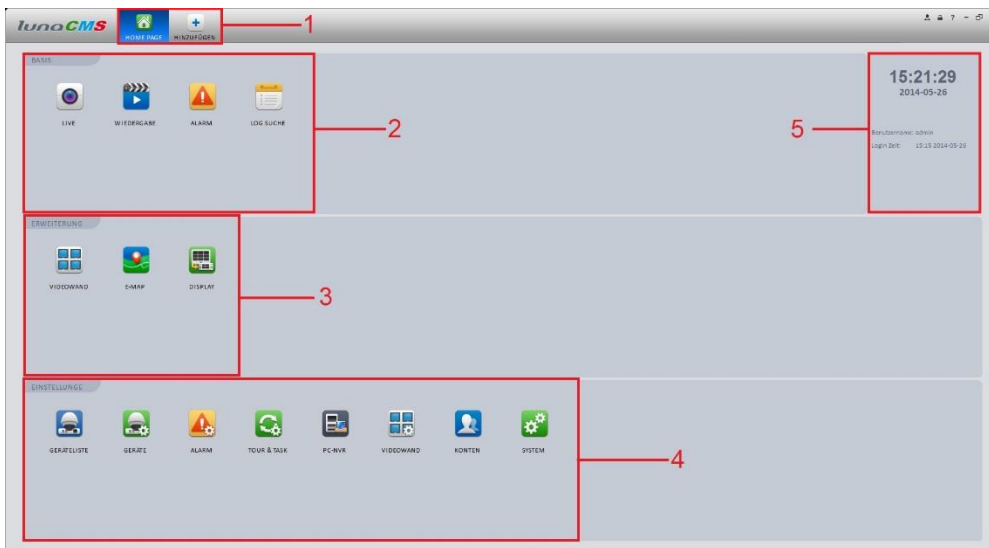 lunaCMS
HOME PAGE
HINZUFÜGEN
1
BASIS
LIVE
WIEDERGABE
ALARM
LOG SUCHE
2
15:21:29
2014-05-26
5
Benutzername: admin
Login Zeit: 15:15 2014-05-26
ERWEITERUNG
VIDEOWAND
E-MAP
DISPLAY
3
EINSTELLUNGE
GERÄTELISTE
GERÄTE
ALARM
TOUR & TASK
PC-NVR
VIDEOWAND
KONTEN
SYSTEM
4